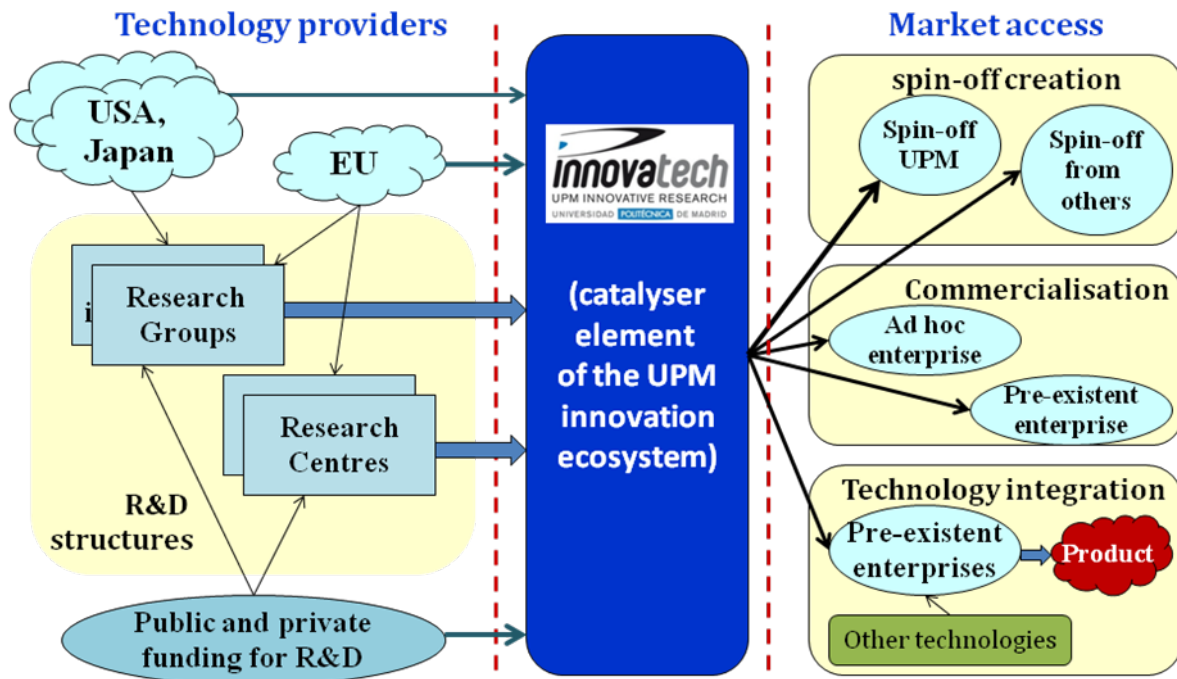 Technology providers
Market access
USA,
Japan
EU
Research
Groups
Research
Centres
R&D
structures
Public and private
funding for R&D
innovatech
UPM INNOVATIVE RESEARCH
UNIVERSIDAD POLITÉCNICA DE MADRID
(catalyser
element
of the UPM
innovation
ecosystem)
spin-off creation
Spin-off
UPM
Spin-off
from
others
Commercialisation
Ad hoc
enterprise
Pre-existent
enterprise
Technology integration
Pre-existent
enterprises
Product
Other technologies